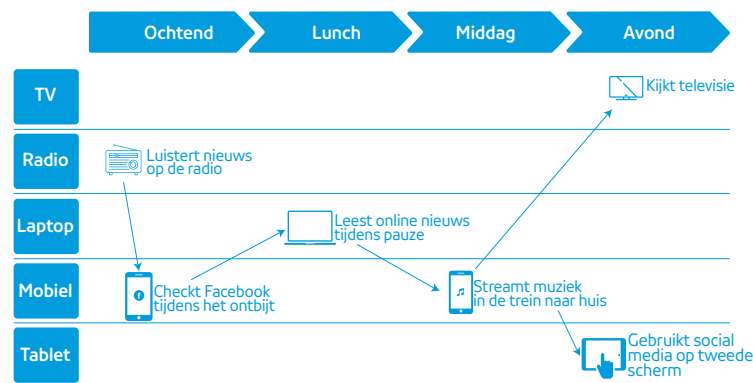 Ochtend
Lunch
Middag
Avond
TV
Kijkt televisie
Radio
Luistert nieuws
op de radio
Laptop
Leest online nieuws
tijdens pauze
Mobiel
Checkt Facebook
tijdens het ontbijt
Streamt muziek
in de trein naar huis
Tablet
Gebruikt social
media op tweede
scherm